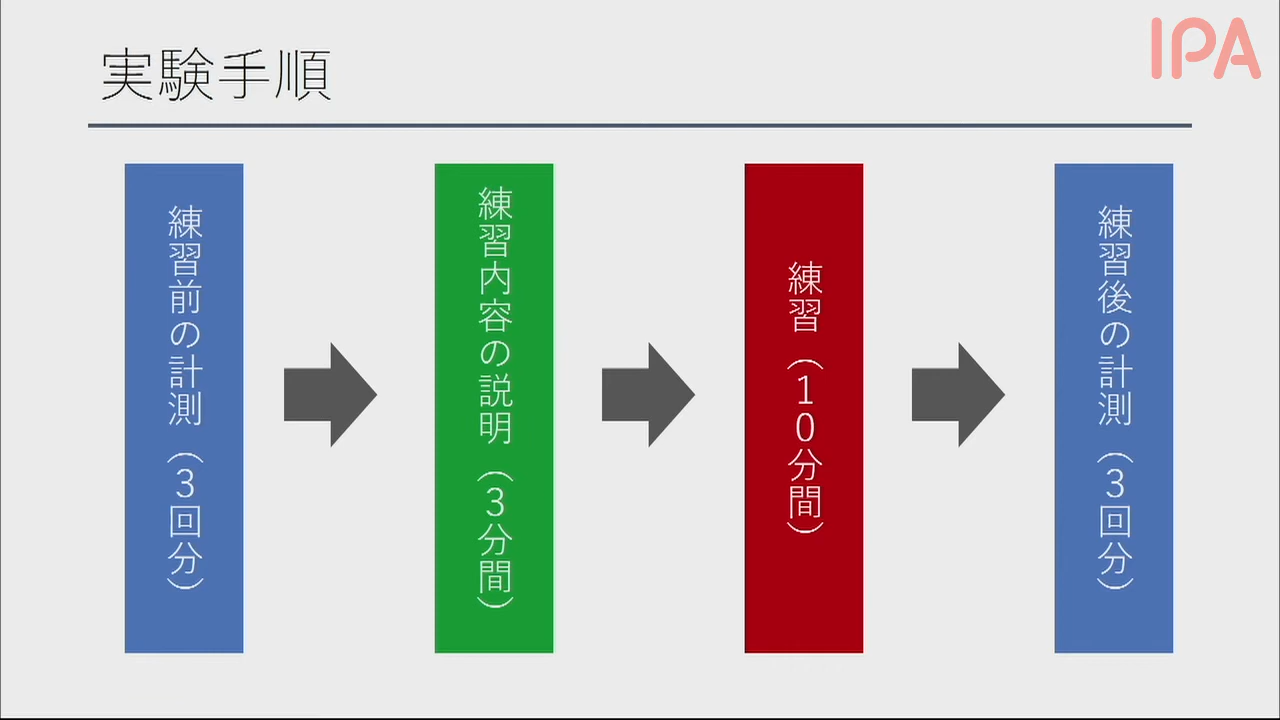 実験手順
IPA
練習前の計測（3回分）
練習内容の説明（3分間）
練習（10分間）
練習後の計測（3回分）